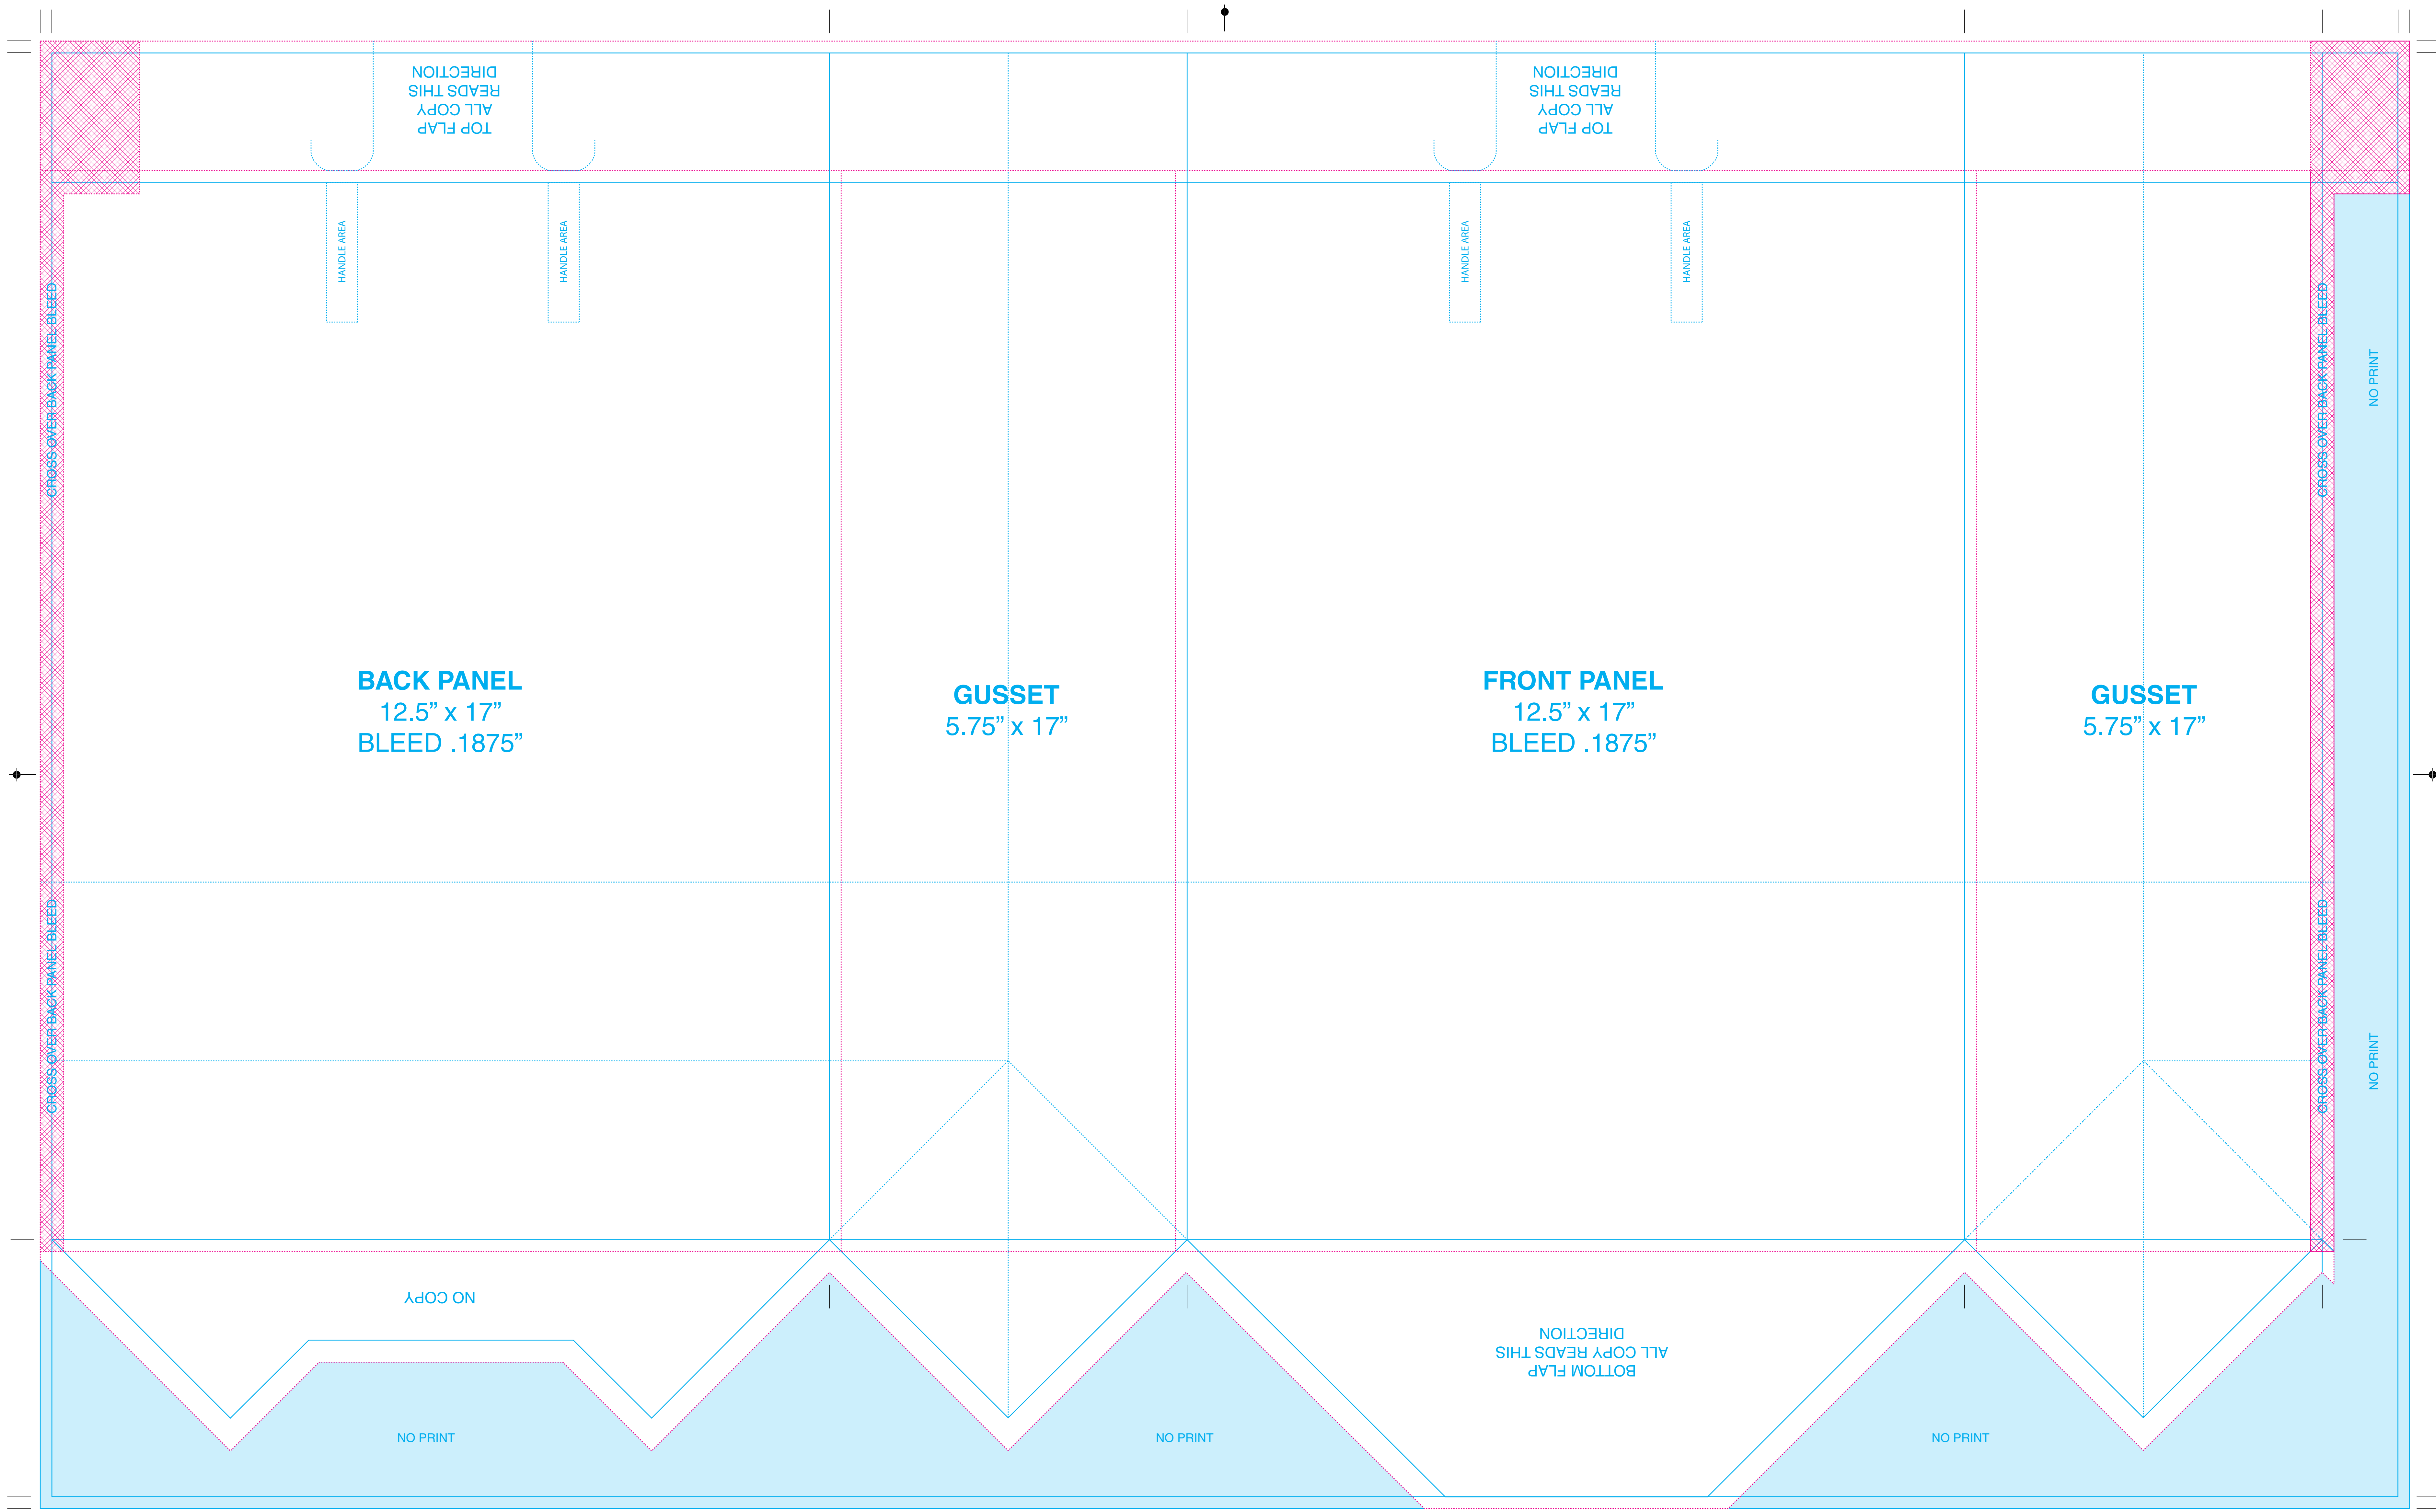 TOP FLAP
ALL COPY
READS THIS
DIRECTION
TOP FLAP
ALL COPY
READS THIS
DIRECTION
HANDLE AREA
HANDLE AREA
HANDLE AREA
HANDLE AREA
CROSS OVER BACK PANEL BLEED
CROSS OVER BACK PANEL BLEED
NO PRINT
BACK PANEL
12.5” x 17”
BLEED .1875”
GUSSET
5.75” x 17”
FRONT PANEL
12.5” x 17”
BLEED .1875”
GUSSET
5.75” x 17”
CROSS OVER BACK PANEL BLEED
CROSS OVER BACK PANEL BLEED
NO PRINT
NO COPY
BOTTOM FLAP
ALL COPY READS THIS
DIRECTION
NO PRINT
NO PRINT
NO PRINT